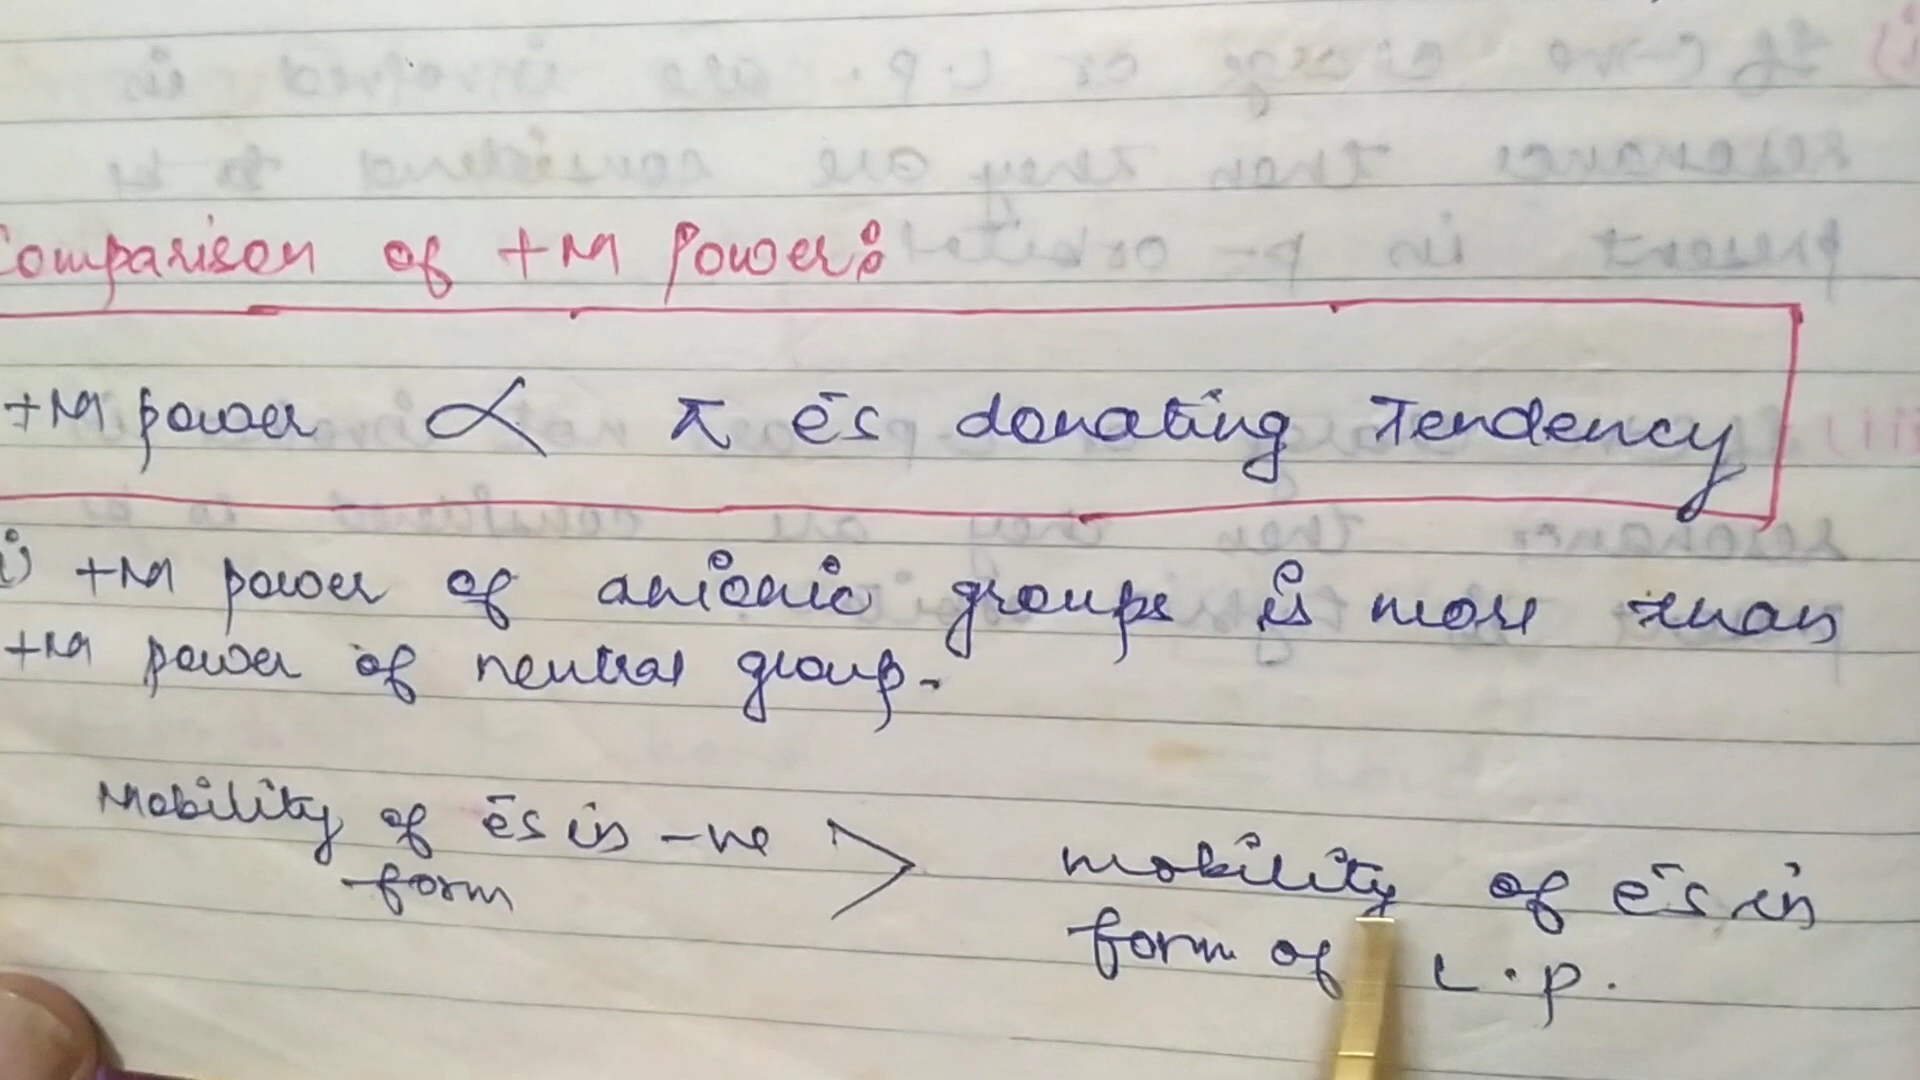 Comparison of +M Power:
+M power ∝ π ēs donating Tendency
i) +M power of anionic groups is more than
+M power of neutral group.
Mobility of ēs in -ve
form
>
mobility of ēs in
form of L.p.